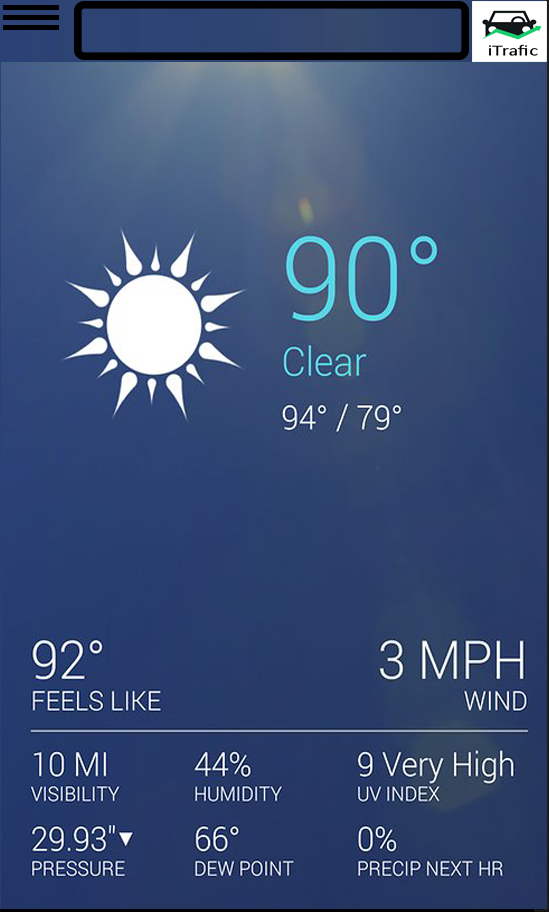 iTrafic
90°
Clear
94° / 79°
92°
FEELS LIKE
3 MPH
WIND
10 MI
VISIBILITY
44%
HUMIDITY
9 Very High
UV INDEX
29.93"▼
PRESSURE
66°
DEW POINT
0%
PRECIP NEXT HR